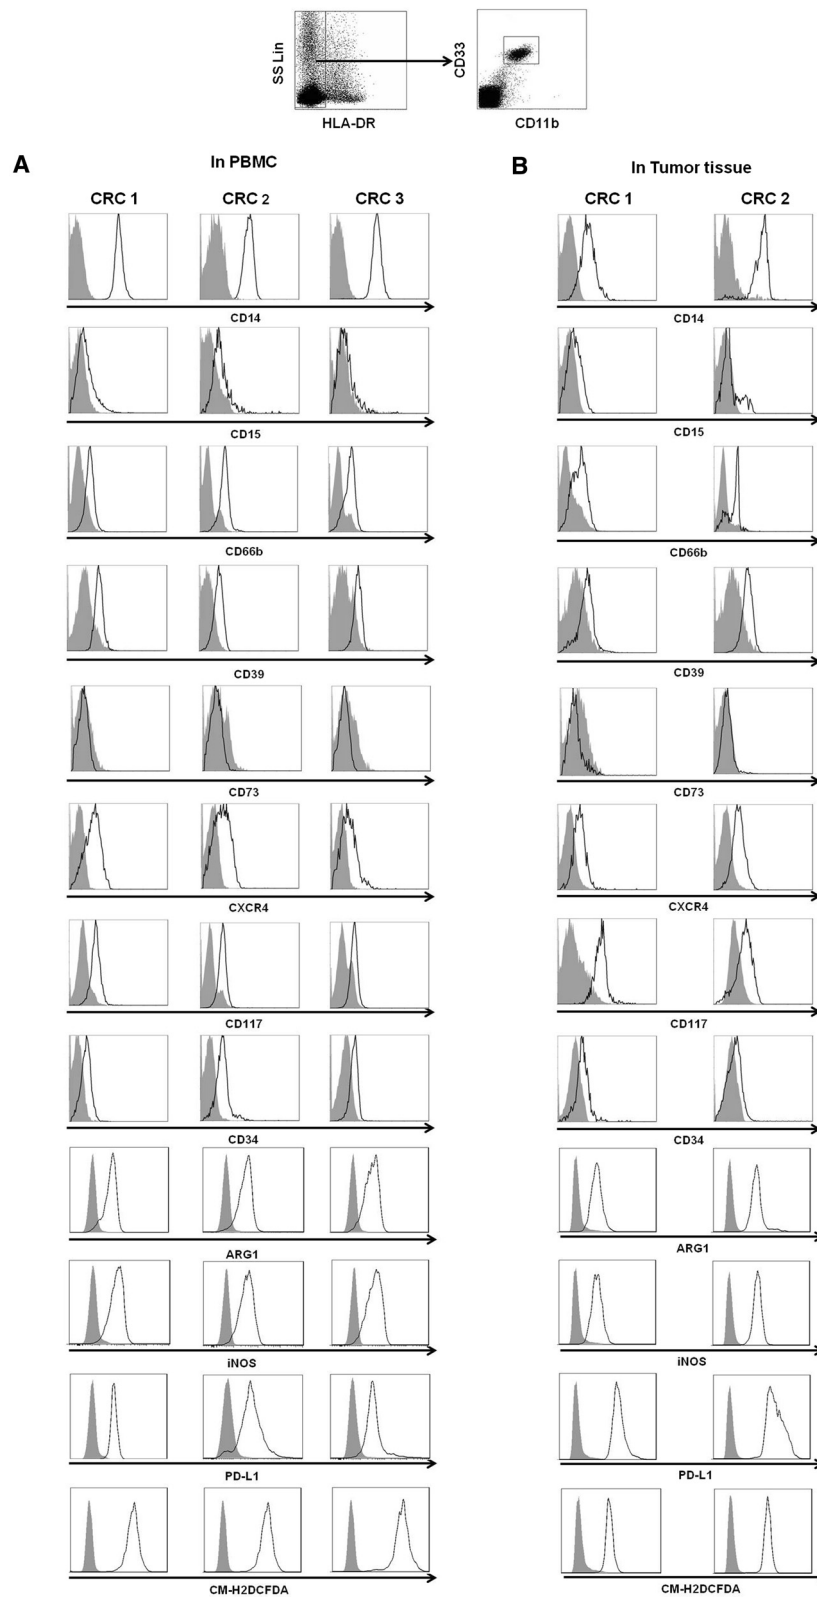 SS Lin
HLA-DR
CD33
CD11b
A
In PBMC
CRC 1
CRC 2
CRC 3
CD14
CD15
CD66b
CD39
CD73
CXCR4
CD117
CD34
ARG1
iNOS
PD-L1
CM-H2DCFDA
B
In Tumor tissue
CRC 1
CRC 2
CD14
CD15
CD66b
CD39
CD73
CXCR4
CD117
CD34
ARG1
iNOS
PD-L1
CM-H2DCFDA